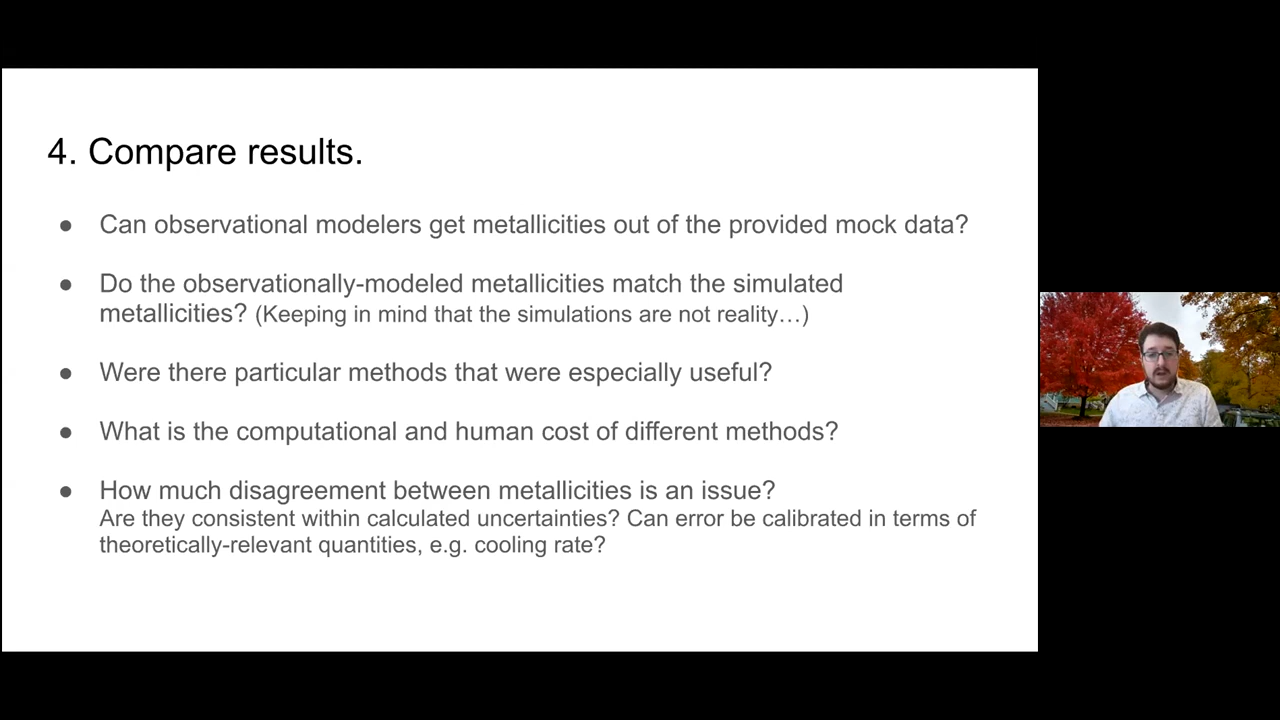 4. Compare results.
● Can observational modelers get metallicities out of the provided mock data?
● Do the observationally-modeled metallicities match the simulated
metallicities? (Keeping in mind that the simulations are not reality…)
● Were there particular methods that were especially useful?
● What is the computational and human cost of different methods?
● How much disagreement between metallicities is an issue?
Are they consistent within calculated uncertainties? Can error be calibrated in terms of
theoretically-relevant quantities, e.g. cooling rate?